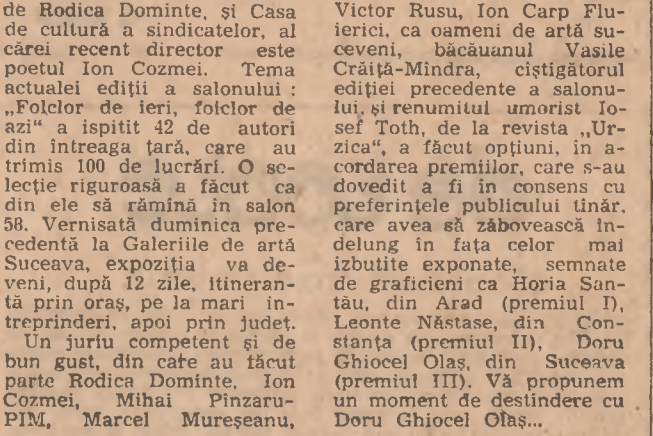 de Rodica Dominte, și Casa
de cultură a sindicatelor, al
cărei recent director este
poetul Ion Cozmei. Tema
actualei ediții a salonului :
„Folclor de ieri, folclor de
azi“ a ispitit 42 de autori
din întreaga țară, care au
trimis 100 de lucrări. O se-
lecție riguroasă a făcut ca
din ele să rămînă în salon
58. Vernisată duminica pre-
cedentă la Galeriile de artă
Suceava, expoziția va de-
veni, după 12 zile, itineran-
tă prin oraș, pe la mari în-
treprinderi, apoi prin județ.
Un juriu competent și de
bun gust, din care au făcut
parte Rodica Dominte, Ion
Cozmei, Mihai Pînzaru-
PIM, Marcel Mureșeanu,
Victor Rusu, Ion Carp Flu-
ierici, ca oameni de artă su-
ceveni, băcăuanul Vasile
Crăiță-Mîndra, cîștigătorul
ediției precedente a salonu-
lui, și renumitul umorist Io-
sef Toth, de la revista „Ur-
zica“, a făcut opțiuni, în a-
cordarea premiilor, care s-au
dovedit a fi în consens cu
preferințele publicului tînăr,
care avea să zăbovească în-
delung în fața celor mai
izbutite exponate, semnate
de graficieni ca Horia San-
tău, din Arad (premiul I),
Leonte Năstase, din Con-
stanța (premiul II), Doru
Ghiocel Olaș, din Suceava
(premiul III). Vă propunem
un moment de destindere cu
Doru Ghiocel Olaș...